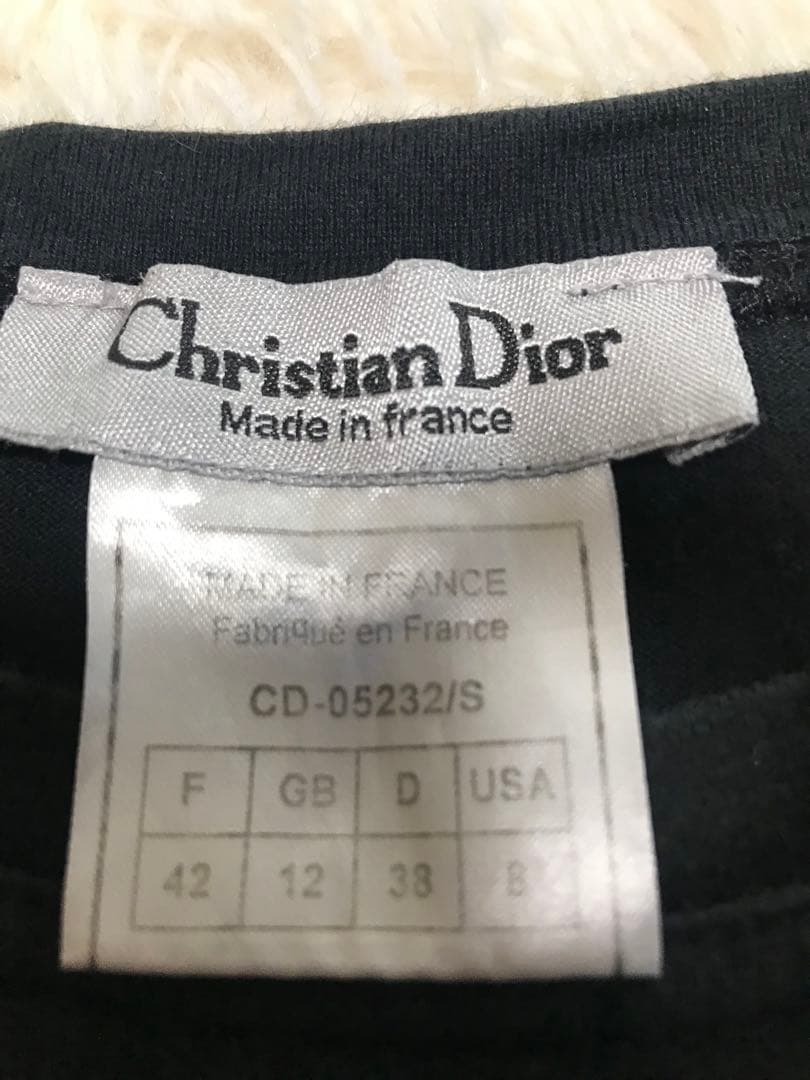 Christian Dior
Made in france
MADE IN FRANCE
Fabriqué en France
CD-05232/S
F GB D USA
42 12 38 8